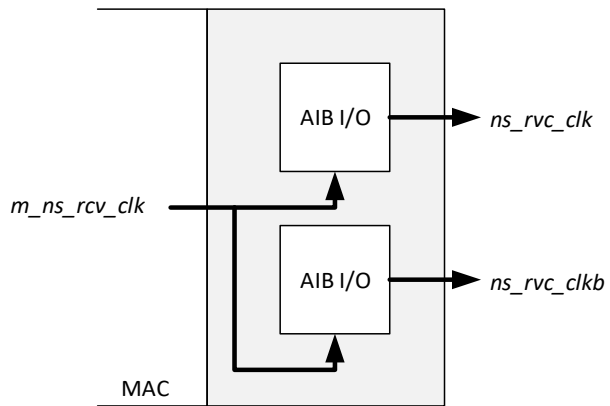 AIB I/O
ns_rvc_clk
m_ns_rcv_clk
AIB I/O
ns_rvc_clkb
MAC